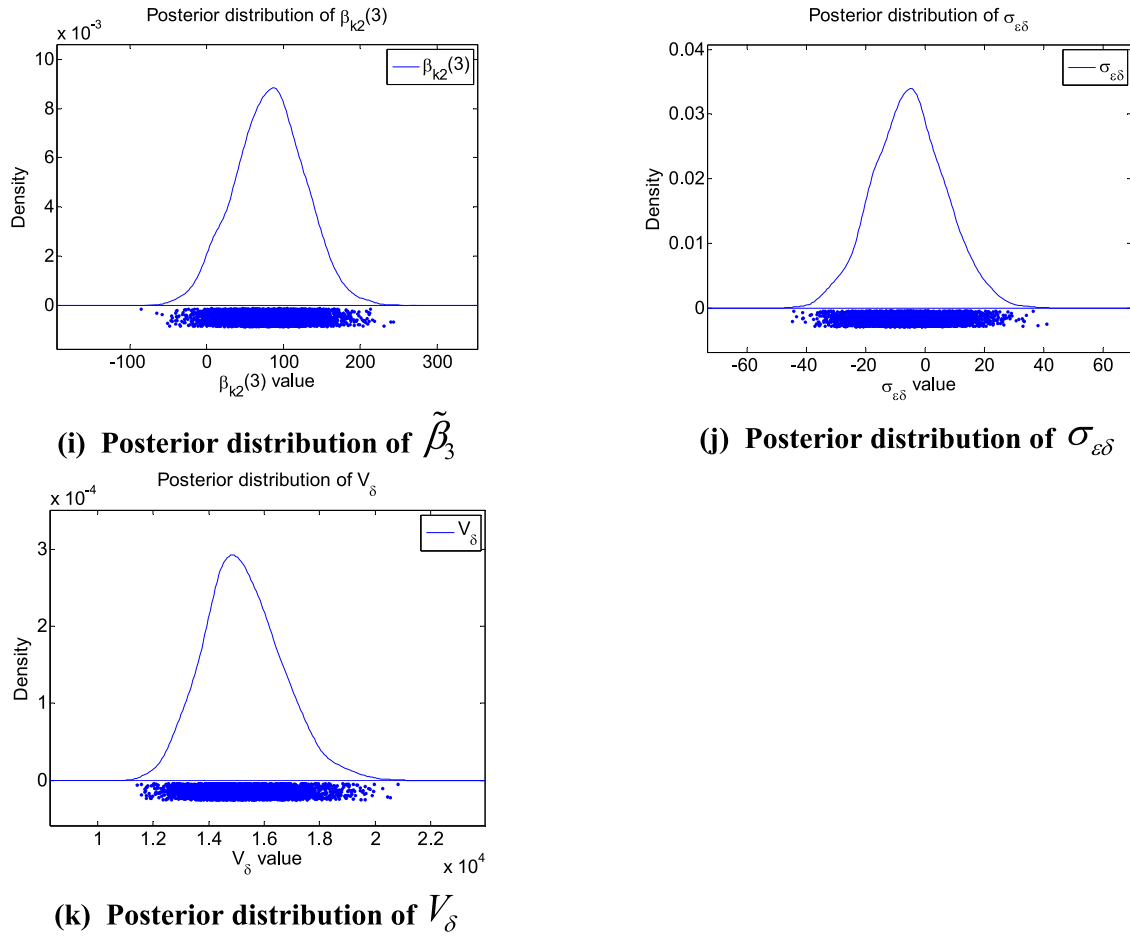 Posterior distribution of βk2(3)
x 10-3
10
8
6
4
2
0
Density
βk2(3)
-100 0 100 200 300
βk2(3) value
(i) Posterior distribution of β̃3
Posterior distribution of σεδ
0.04
0.03
0.02
0.01
0
Density
σεδ
-60 -40 -20 0 20 40 60
σεδ value
(j) Posterior distribution of σεδ
Posterior distribution of Vδ
x 10-4
3
2
1
0
Density
Vδ
1 1.2 1.4 1.6 1.8 2 2.2
Vδ value
x 104
(k) Posterior distribution of Vδ